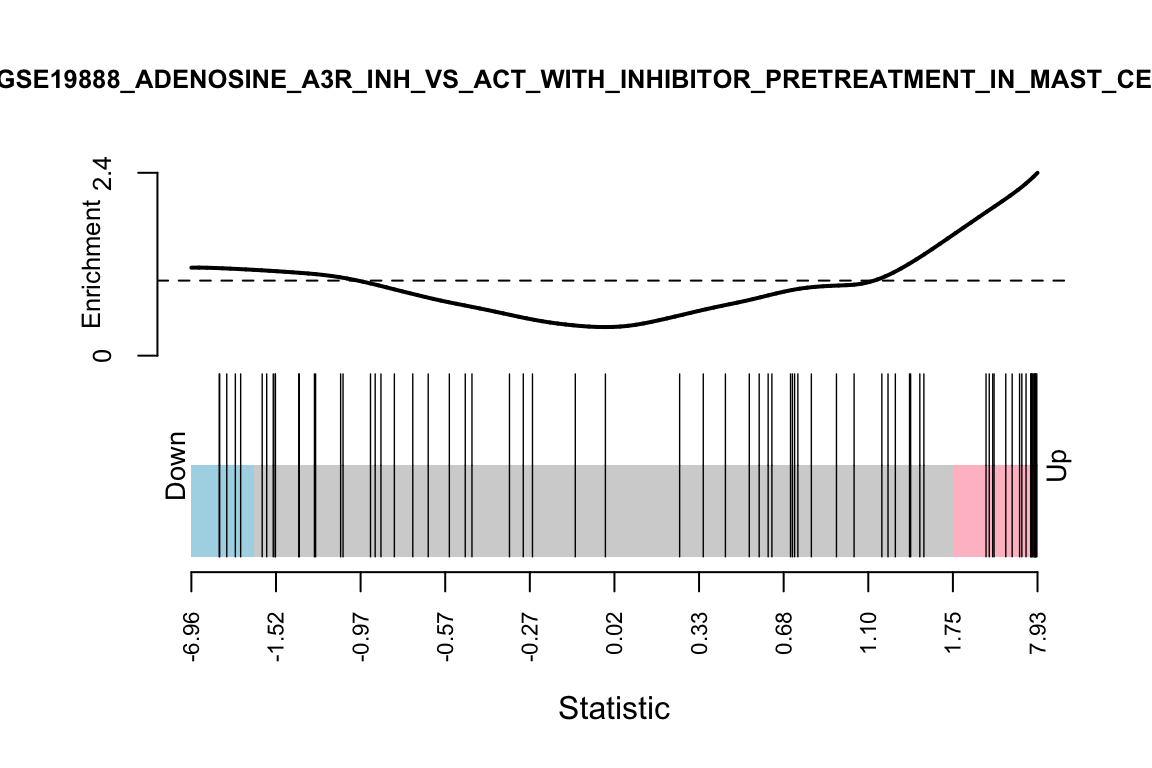 GSE19888_ADENOSINE_A3R_INH_VS_ACT_WITH_INHIBITOR_PRETREATMENT_IN_MAST_CE
2.4
Enrichment
0
Down
Up
-6.96 -1.52 -0.97 -0.57 -0.27 0.02 0.33 0.68 1.10 1.75 7.93
Statistic